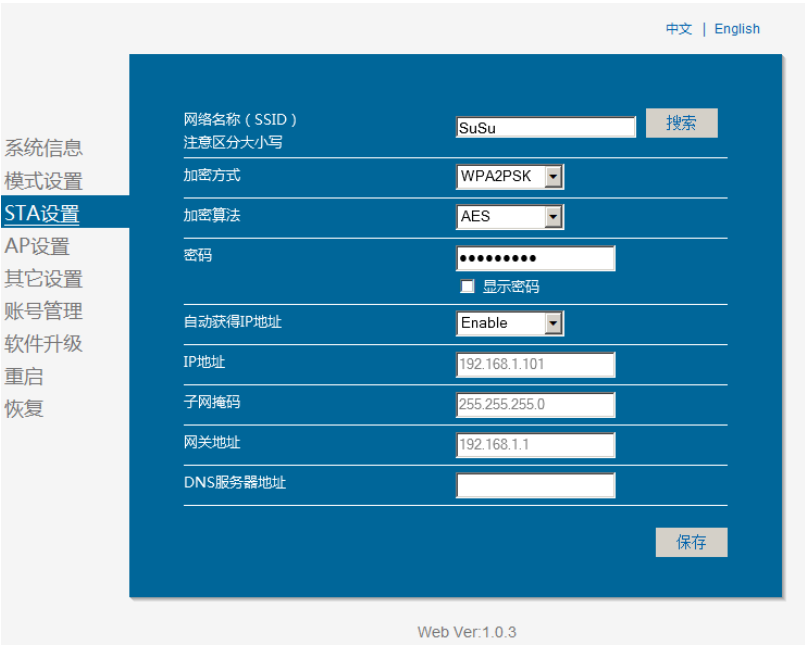 中文 | English
系统信息
模式设置
STA设置
AP设置
其它设置
账号管理
软件升级
重启
恢复
网络名称（SSID）
注意区分大小写
SuSu
搜索
加密方式
WPA2PSK
加密算法
AES
密码
•••••••••
显示密码
自动获得IP地址
Enable
IP地址
192.168.1.101
子网掩码
255.255.255.0
网关地址
192.168.1.1
DNS服务器地址
保存
Web Ver:1.0.3